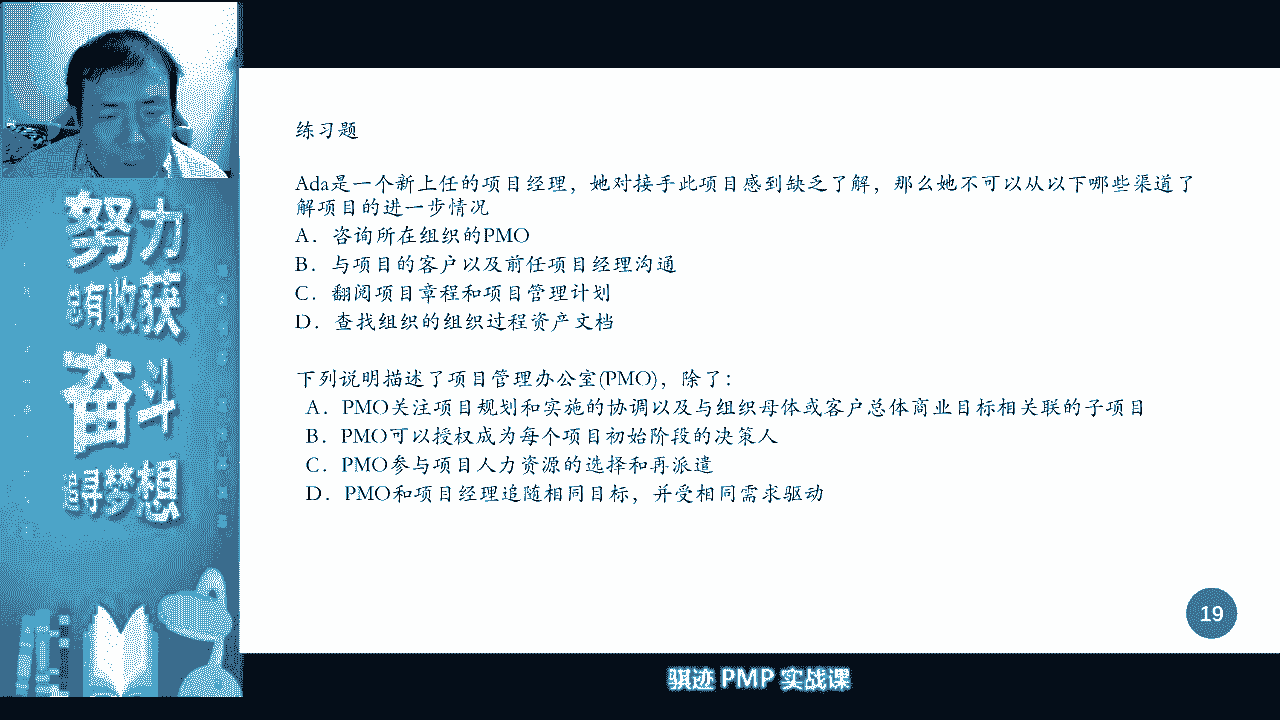 练习题
Ada是一个新上任的项目经理，她对接手此项目感到缺乏了解，那么她不可以从以下哪些渠道了
解项目的进一步情况
A．咨询所在组织的PMO
B．与项目的客户以及前任项目经理沟通
C．翻阅项目章程和项目管理计划
D．查找组织的组织过程资产文档
下列说明描述了项目管理办公室(PMO)，除了：
A．PMO关注项目规划和实施的协调以及与组织母体或客户总体商业目标相关联的子项目
B．PMO可以授权成为每个项目初始阶段的决策人
C．PMO参与项目人力资源的选择和再派遣
D．PMO和项目经理追随相同目标，并受相同需求驱动
19
努力
有收获
奋斗
寻梦想
骐迹 PMP 实战课